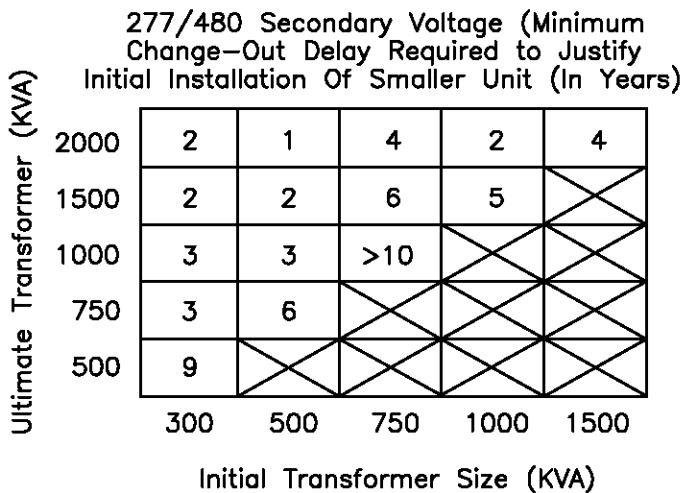 277/480 Secondary Voltage (Minimum
Change-Out Delay Required to Justify
Initial Installation Of Smaller Unit (In Years)
Ultimate Transformer (KVA)
2000 2 1 4 2 4
1500 2 2 6 5
1000 3 3 >10
750 3 6
500 9
300 500 750 1000 1500
Initial Transformer Size (KVA)